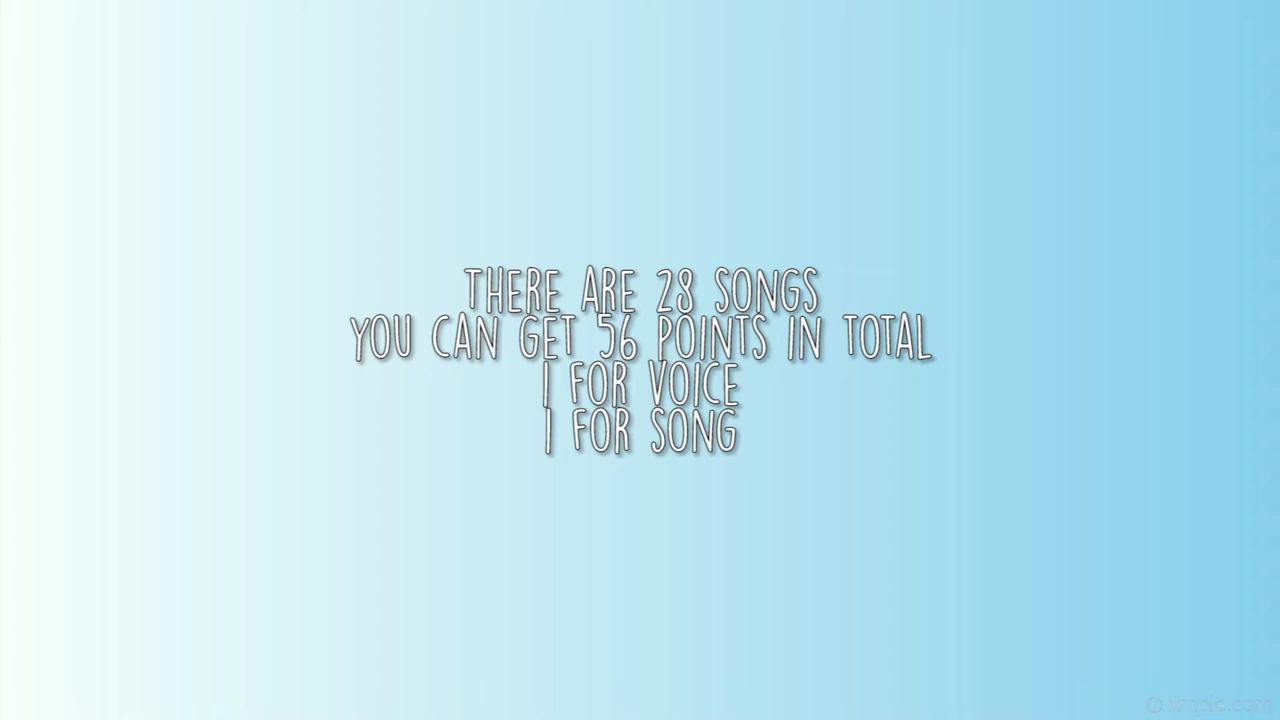 THERE ARE 28 SONGS
YOU CAN GET 56 POINTS IN TOTAL
1 FOR VOICE
1 FOR SONG